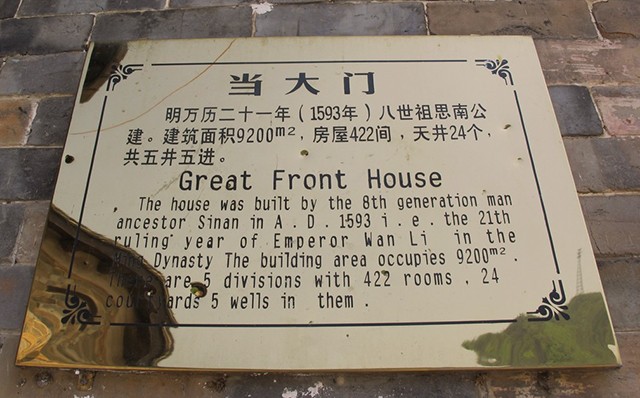 当大门
明万历二十一年(1593年)八世祖思南公
建。建筑面积9200m²，房屋422间，天井24个，
共五井五进。
Great Front House
The house was built by the 8th generation man
ancestor Sinan in A.D.1593 i.e.the 21th
ruling year of Emperor Wan Li in the
Ming Dynasty The building area occupies 9200m².
There are 5 divisions with 422 rooms, 24
courtyards 5 wells in them.